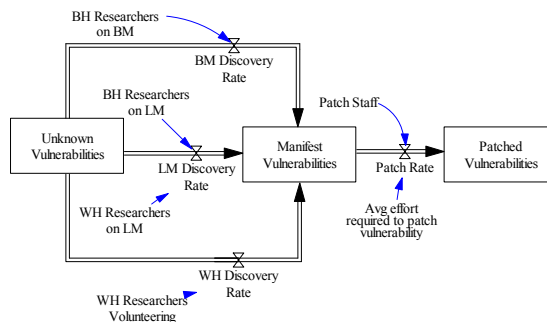 BH Researchers
on BM
BM Discovery
Rate
BH Researchers
on LM
Patch Staff
Unknown
Vulnerabilities
Manifest
Vulnerabilities
Patched
Vulnerabilities
LM Discovery
Rate
Patch Rate
WH Researchers
on LM
Avg effort
required to patch
vulnerability
WH Discovery
Rate
WH Researchers
Volunteering